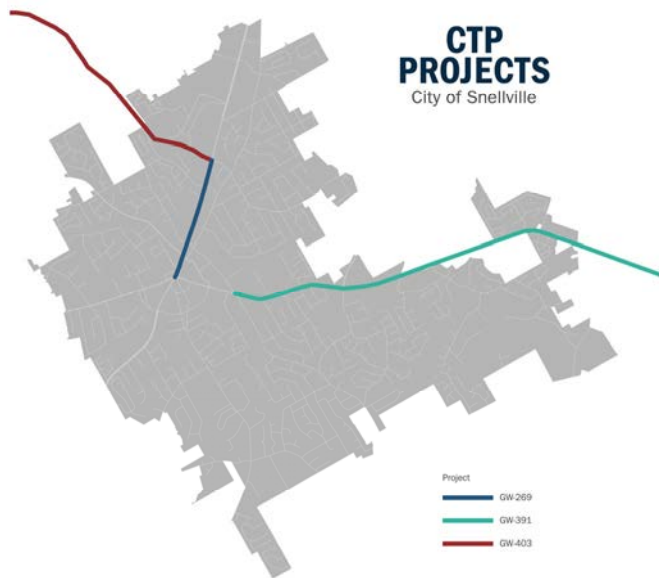 CTP
PROJECTS
City of Snellville
Project
GW-269
GW-391
GW-403